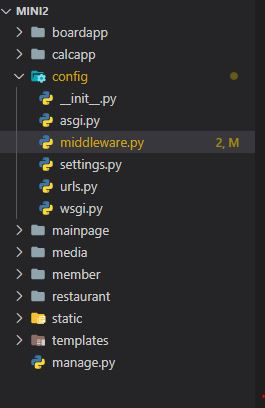 MINI2
boardapp
calcapp
config
__init__.py
asgi.py
middleware.py 2, M
settings.py
urls.py
wsgi.py
mainpage
media
member
restaurant
static
templates
manage.py